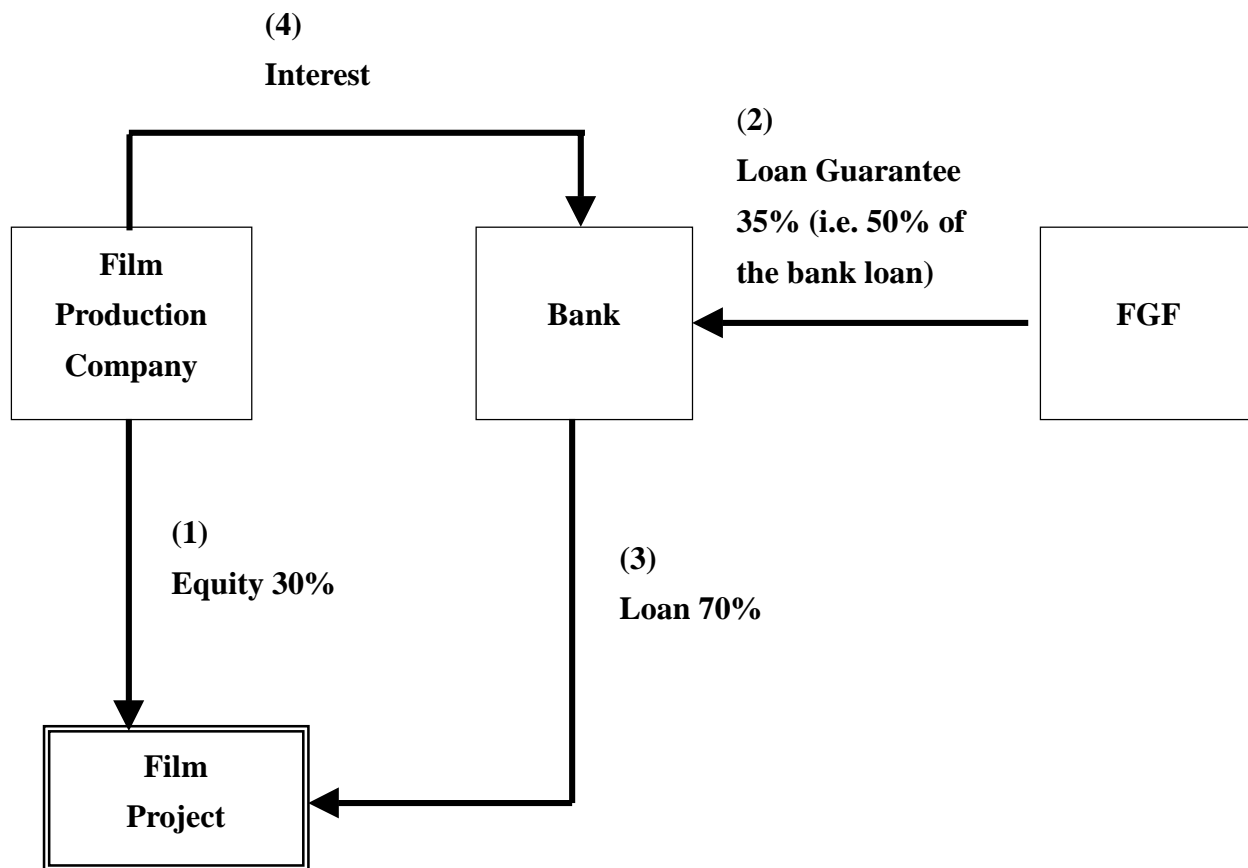 (4)
Interest
(2)
Loan Guarantee
35% (i.e. 50% of
the bank loan)
Film
Production
Company
Bank
FGF
(1)
Equity 30%
(3)
Loan 70%
Film
Project